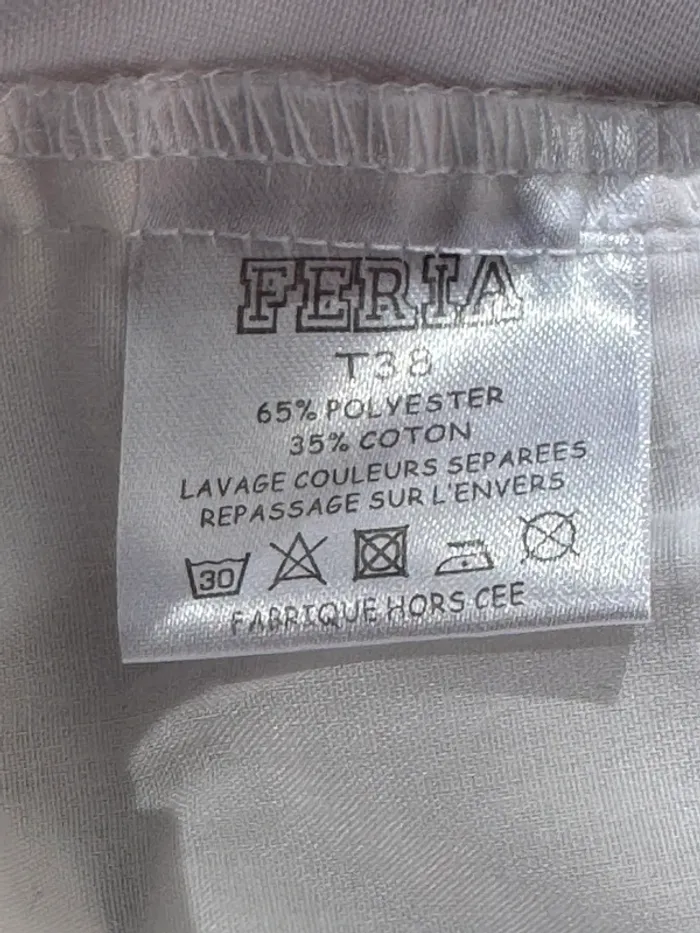 FERIA
T38
65% POLYESTER
35% COTON
LAVAGE COULEURS SEPAREES
REPASSAGE SUR L'ENVERS
30
FABRIQUE HORS CEE